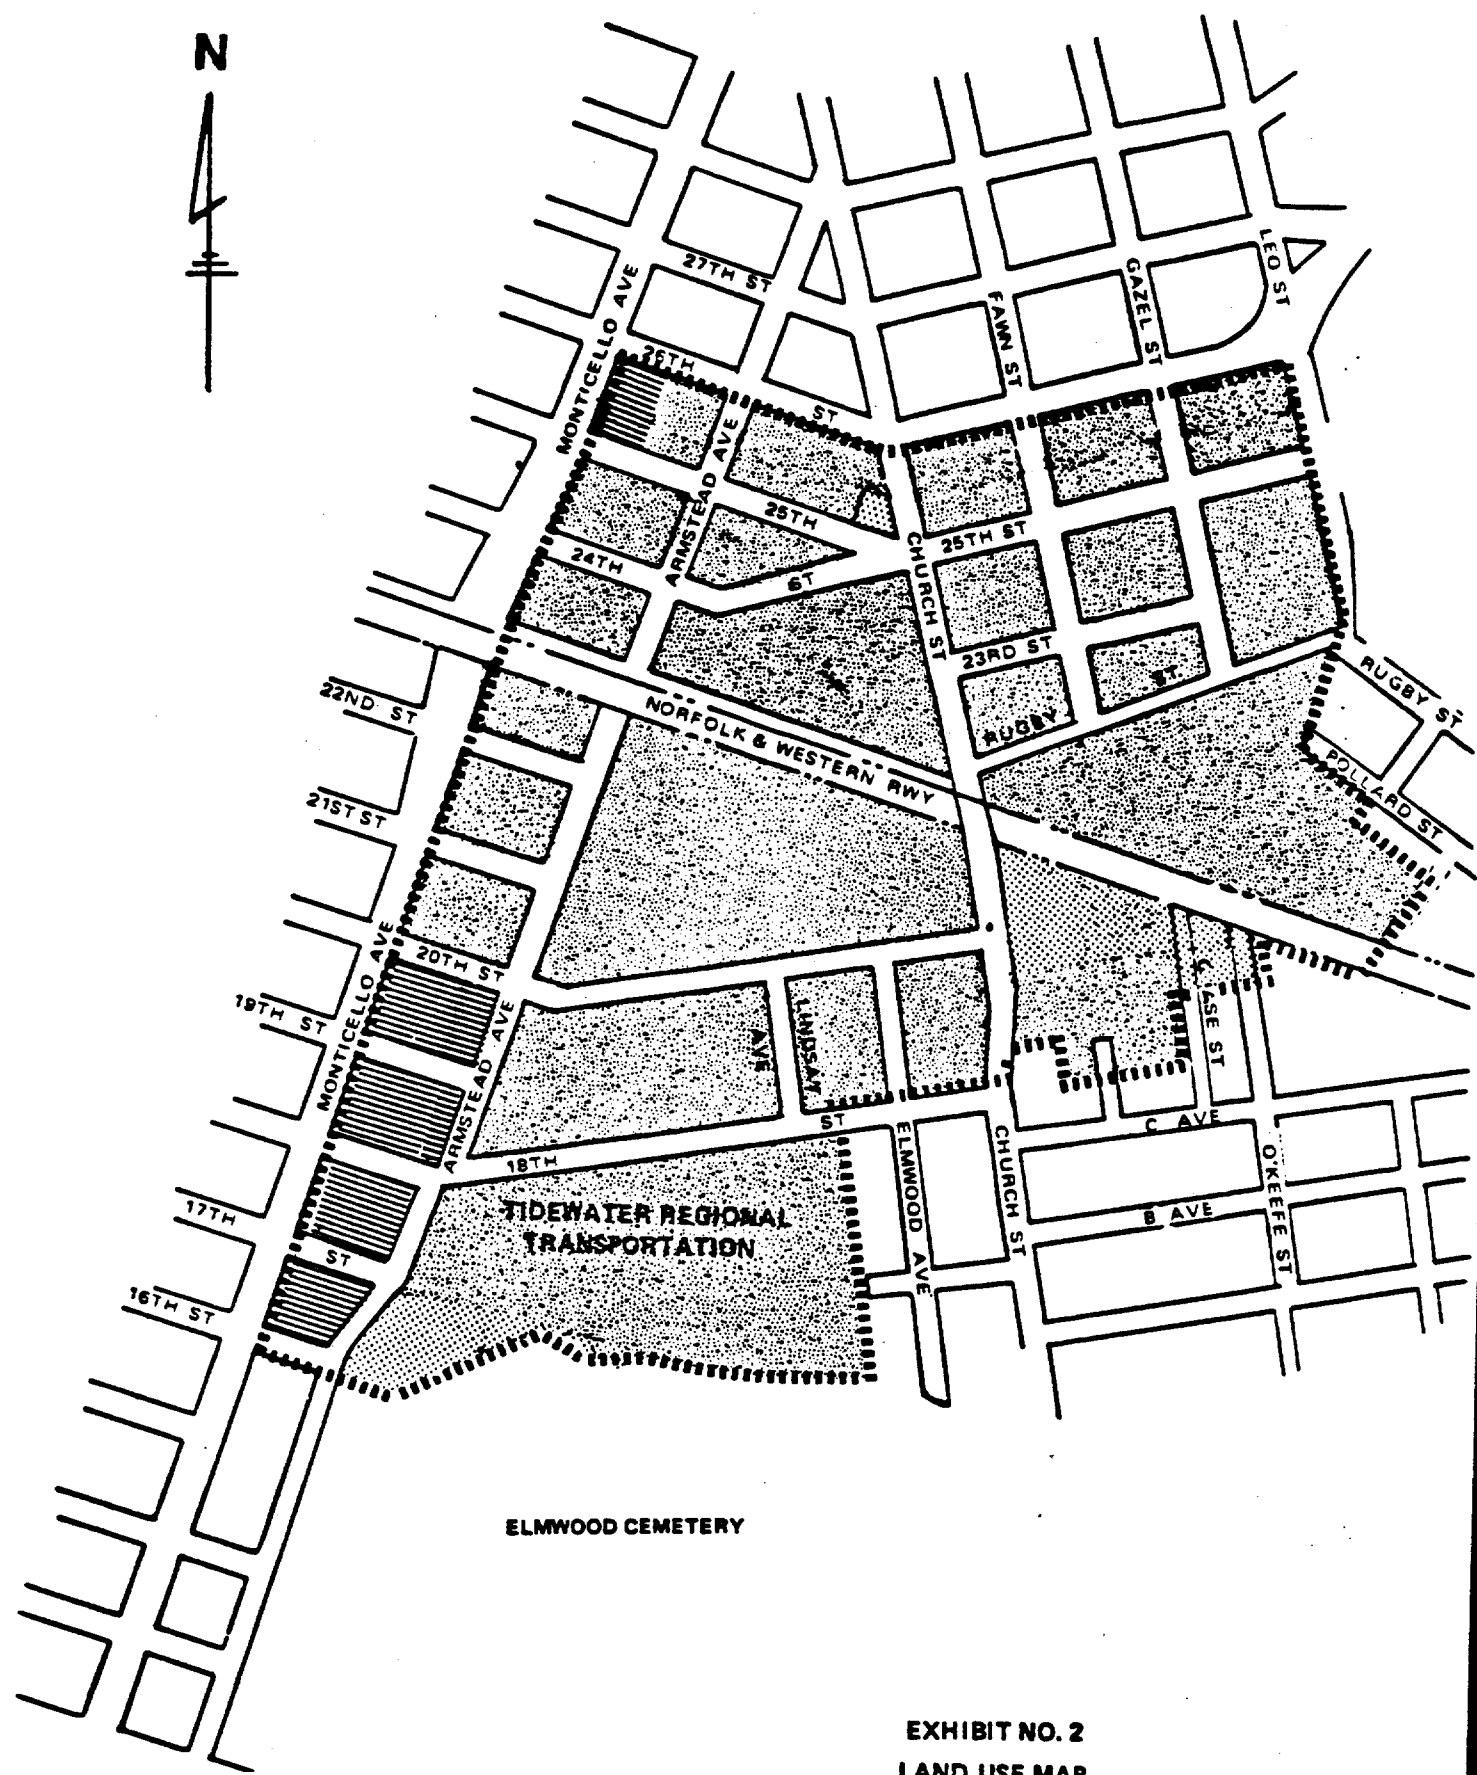 N
27TH ST
LEO ST
GAZEL ST
FAWN ST
MONTICELLO AVE
26TH
ST
ARMSTEAD AVE
25TH
25TH ST
24TH
ST
CHURCH ST
23RD ST
ST
RUGBY
RUGBY ST
POLLARD ST
22ND ST
NORFOLK & WESTERN RWY
21ST ST
20TH ST
19TH ST
MONTICELLO AVE
ARMSTEAD AVE
AVE
LINDSAY
ST
18TH
C AVE
B AVE
ELMWOOD AVE
CHURCH ST
O'KEEFE ST
17TH
ST
16TH ST
TIDEWATER REGIONAL
TRANSPORTATION
ELMWOOD CEMETERY
EXHIBIT NO. 2
LAND USE MAP